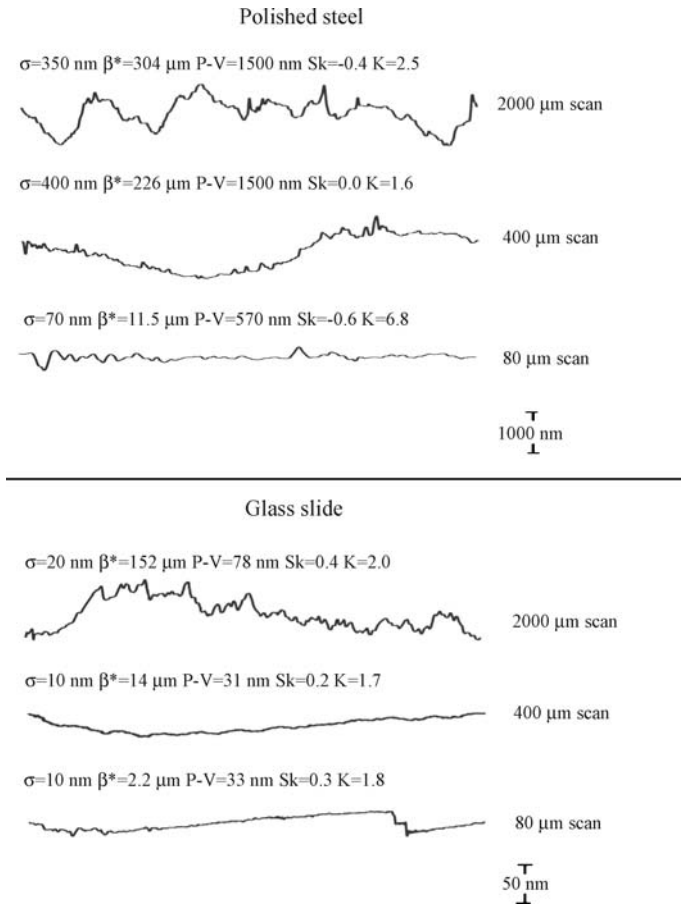 Polished steel
σ=350 nm β*=304 μm P-V=1500 nm Sk=-0.4 K=2.5
2000 μm scan
σ=400 nm β*=226 μm P-V=1500 nm Sk=0.0 K=1.6
400 μm scan
σ=70 nm β*=11.5 μm P-V=570 nm Sk=-0.6 K=6.8
80 μm scan
1000 nm
Glass slide
σ=20 nm β*=152 μm P-V=78 nm Sk=0.4 K=2.0
2000 μm scan
σ=10 nm β*=14 μm P-V=31 nm Sk=0.2 K=1.7
400 μm scan
σ=10 nm β*=2.2 μm P-V=33 nm Sk=0.3 K=1.8
80 μm scan
50 nm